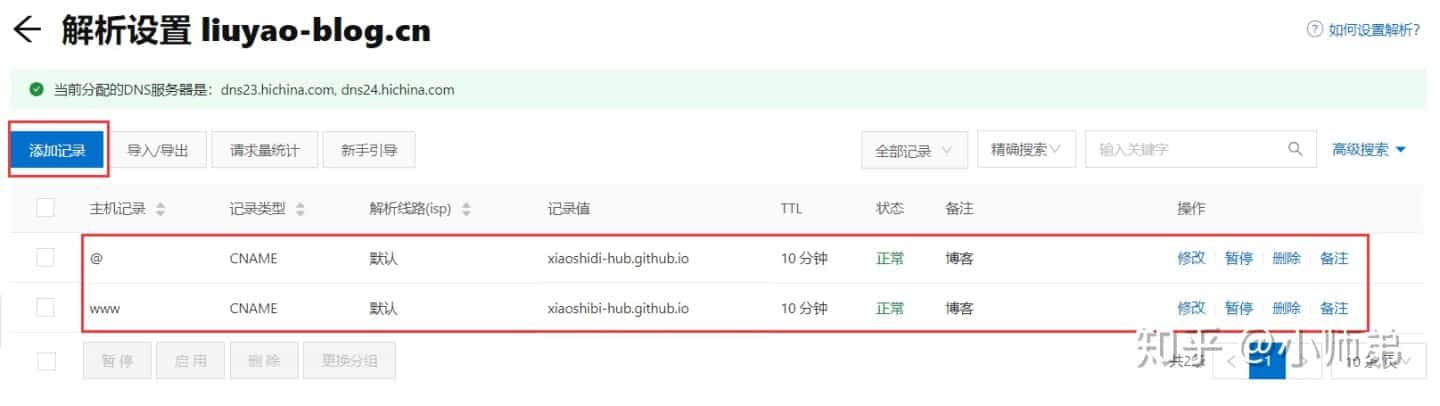 解析设置 liuyao-blog.cn
如何设置解析?
当前分配的DNS服务器是: dns23.hichina.com, dns24.hichina.com
添加记录 导入/导出 请求量统计 新手引导 全部记录 精确搜索 输入关键字 高级搜索
主机记录 记录类型 解析线路(isp) 记录值 TTL 状态 备注 操作
@ CNAME 默认 xiaoshidi-hub.github.io 10 分钟 正常 博客 修改 暂停 删除 备注
www CNAME 默认 xiaoshibi-hub.github.io 10 分钟 正常 博客 修改 暂停 删除 备注
暂停 启用 删除 更换分组 共2条 1 10 条/页
知乎 @小师弟